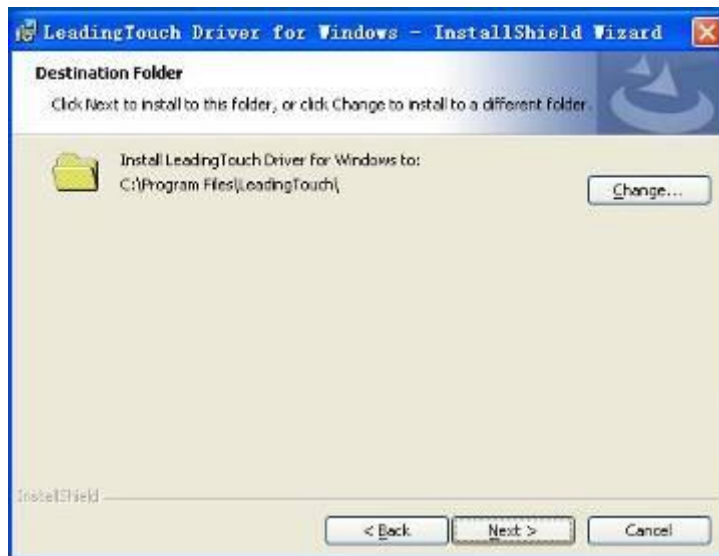 LeadingTouch Driver for Windows - InstallShield Wizard
Destination Folder
Click Next to install to this folder, or click Change to install to a different folder.
Install LeadingTouch Driver for Windows to:
C:\Program Files\LeadingTouch\
Change...
InstallShield
< Back
Next >
Cancel